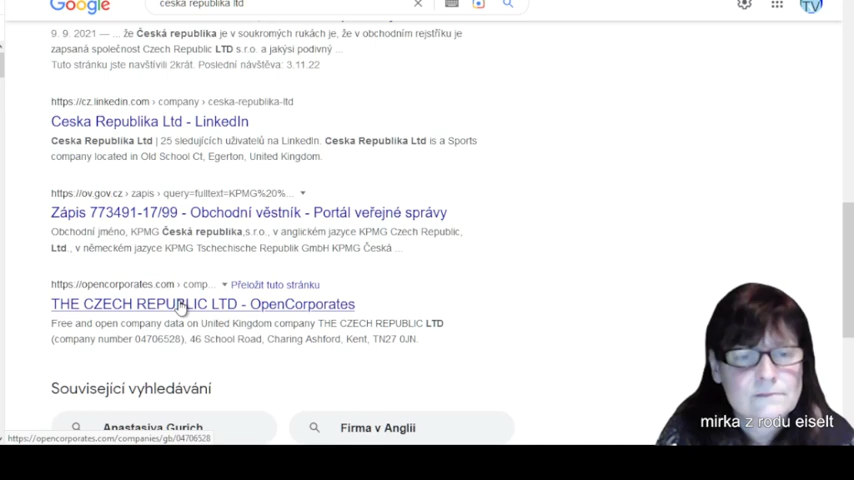 Google
ceska republika ltd
TV
9. 9. 2021 — ... že Česká republika je v soukromých rukách je, že v obchodním rejstříku je
zapsaná společnost Czech Republic LTD s.r.o. a jakýsi podivný ...
Tuto stránku jste navštívili 2krát. Poslední návštěva: 3.11.22
https://cz.linkedin.com › company › ceska-republika-ltd
Ceska Republika Ltd - LinkedIn
Ceska Republika Ltd | 25 sledujících uživatelů na LinkedIn. Ceska Republika Ltd is a Sports
company located in Old School Ct, Egerton, United Kingdom.
https://ov.gov.cz › zapis › query=fulltext=KPMG%20%...
Zápis 773491-17/99 - Obchodní věstník - Portál veřejné správy
Obchodní jméno, KPMG Česká republika,s.r.o., v anglickém jazyce KPMG Czech Republic,
Ltd., v německém jazyce KPMG Tschechische Republik GmbH KPMG Česká ...
https://opencorporates.com › comp... Přeložit tuto stránku
THE CZECH REPUBLIC LTD - OpenCorporates
Free and open company data on United Kingdom company THE CZECH REPUBLIC LTD
(company number 04706528), 46 School Road, Charing Ashford, Kent, TN27 0JN.
Související vyhledávání
Anastasiya Gurich
Firma v Anglii
mirka z rodu eiselt
https://opencorporates.com/companies/gb/04706528